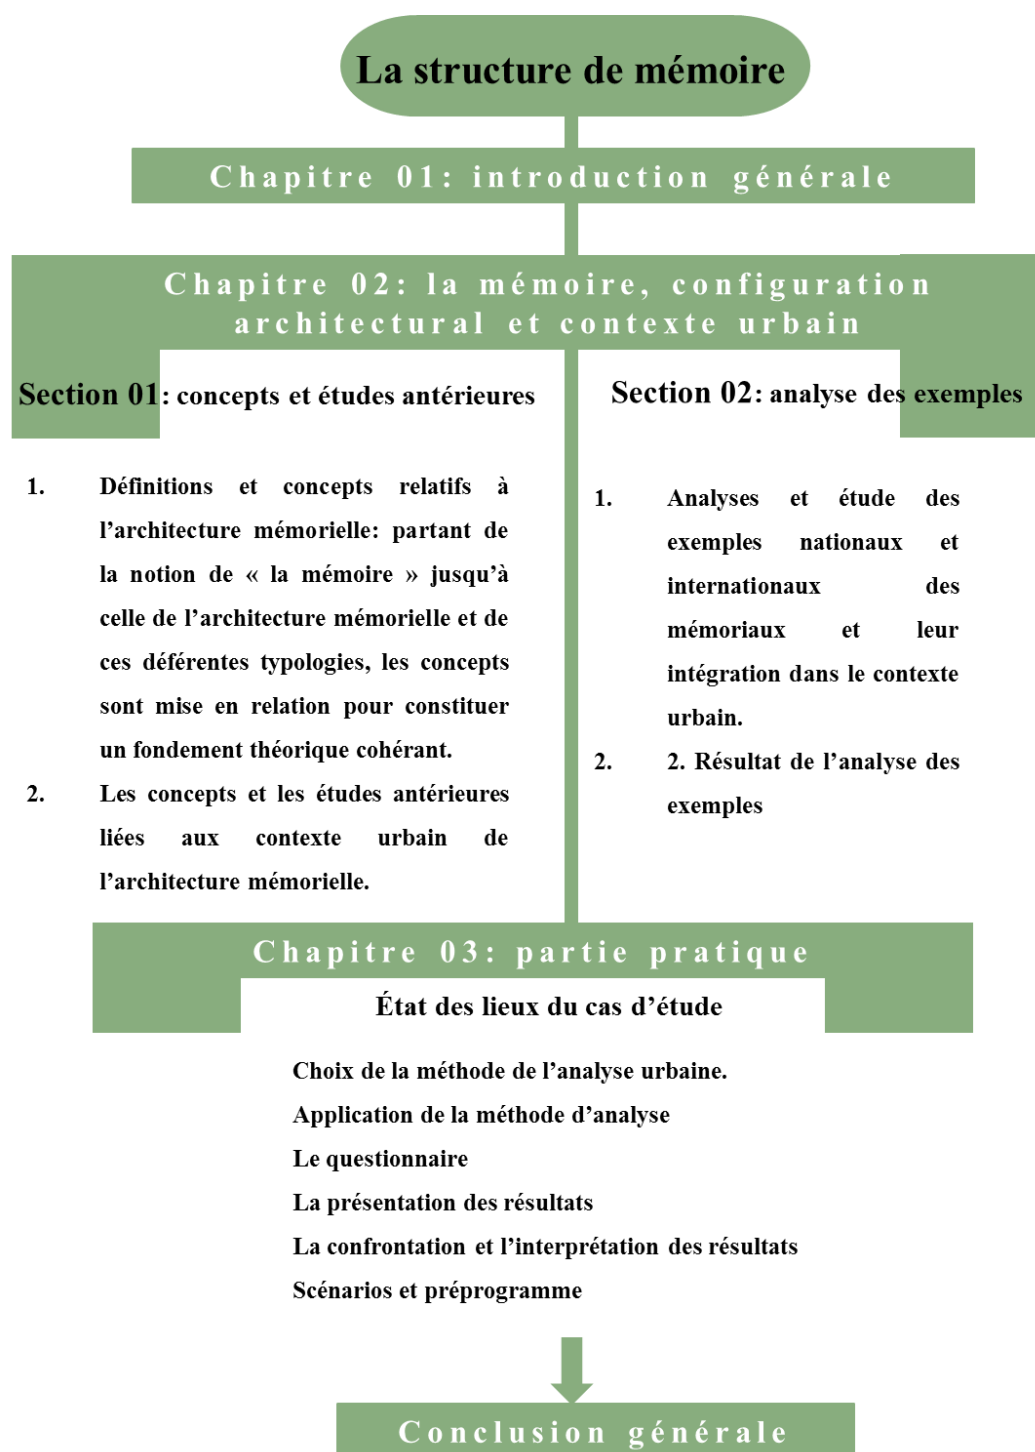 La structure de mémoire
Chapitre 01: introduction générale
Chapitre 02: la mémoire, configuration
architectural et contexte urbain
Section 01: concepts et études antérieures
1. Définitions et concepts relatifs à
l’architecture mémorielle: partant de
la notion de « la mémoire » jusqu’à
celle de l’architecture mémorielle et de
ces déférentes typologies, les concepts
sont mise en relation pour constituer
un fondement théorique cohérant.
2. Les concepts et les études antérieures
liées aux contexte urbain de
l’architecture mémorielle.
Section 02: analyse des exemples
1. Analyses et étude des
exemples nationaux et
internationaux des
mémoriaux et leur
intégration dans le contexte
urbain.
2. 2. Résultat de l’analyse des
exemples
Chapitre 03: partie pratique
État des lieux du cas d’étude
Choix de la méthode de l’analyse urbaine.
Application de la méthode d’analyse
Le questionnaire
La présentation des résultats
La confrontation et l’interprétation des résultats
Scénarios et préprogramme
Conclusion générale